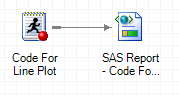 Code For
Line Plot
SAS Report
- Code Fo...